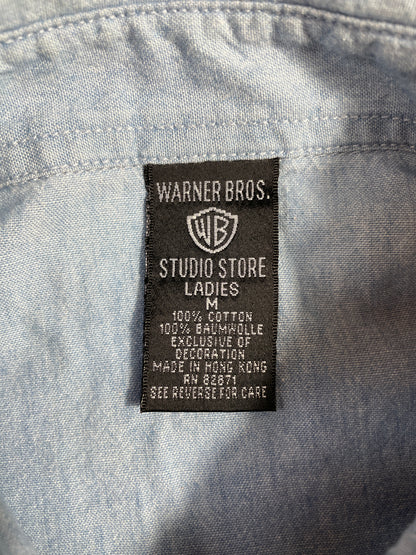 WARNER BROS.
WB
STUDIO STORE
LADIES
M
100% COTTON
100% BAUMWOLLE
EXCLUSIVE OF
DECORATION
MADE IN HONG KONG
RN 82871
SEE REVERSE FOR CARE